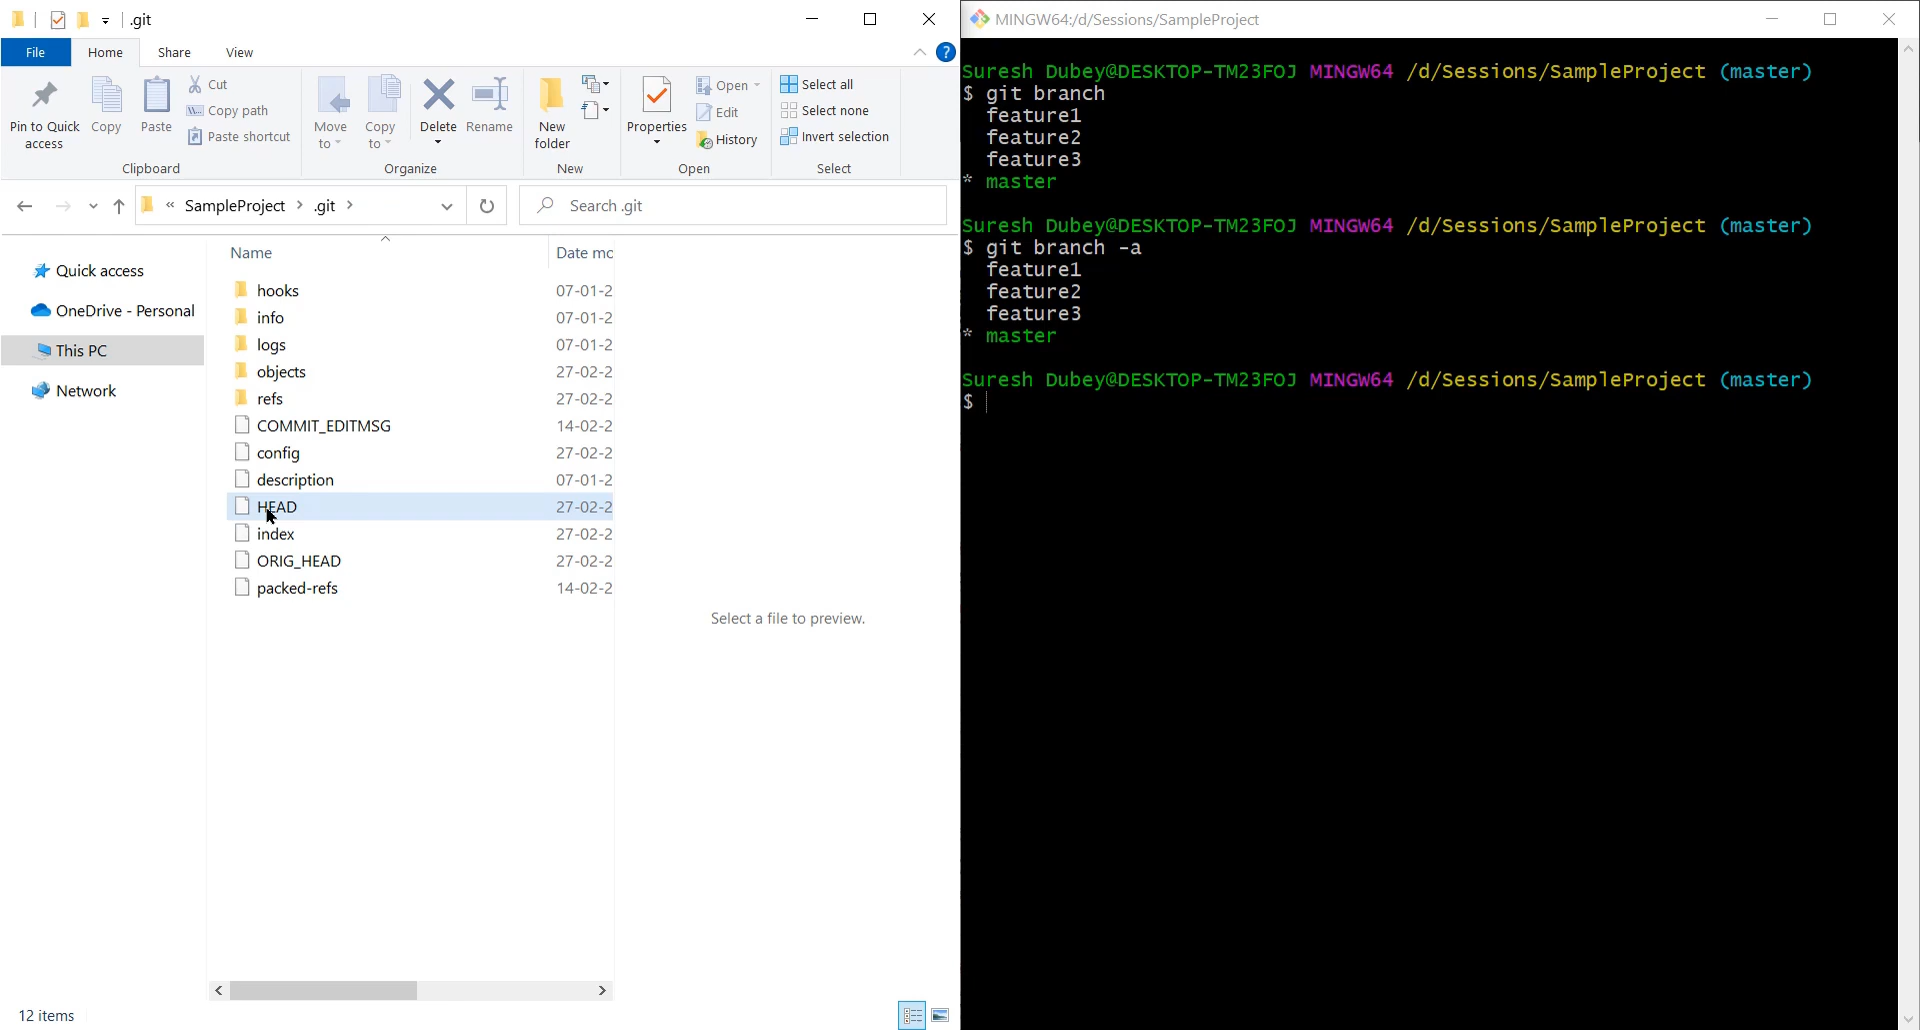 .git
File Home Share View
Pin to Quick access
Copy
Paste
Cut
Copy path
Paste shortcut
Clipboard
Move to
Copy to
Delete
Rename
Organize
New folder
New
Properties
Open
Edit
History
Open
Select all
Select none
Invert selection
Select
« SampleProject > .git >
Search .git
Quick access
OneDrive - Personal
This PC
Network
Name Date mo
hooks 07-01-2
info 07-01-2
logs 07-01-2
objects 27-02-2
refs 27-02-2
COMMIT_EDITMSG 14-02-2
config 27-02-2
description 07-01-2
HEAD 27-02-2
index 27-02-2
ORIG_HEAD 27-02-2
packed-refs 14-02-2
Select a file to preview.
12 items
MINGW64:/d/Sessions/SampleProject
Suresh Dubey@DESKTOP-TM23FOJ MINGW64 /d/Sessions/SampleProject (master)
$ git branch
feature1
feature2
feature3
* master
Suresh Dubey@DESKTOP-TM23FOJ MINGW64 /d/Sessions/SampleProject (master)
$ git branch -a
feature1
feature2
feature3
* master
Suresh Dubey@DESKTOP-TM23FOJ MINGW64 /d/Sessions/SampleProject (master)
$